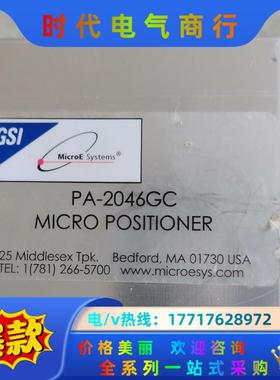 时代电气商行
GSI
MicroE Systems®
PA-2046GC
MICRO POSITIONER
25 Middlesex Tpk. Bedford, MA 01730 USA
TEL: 1(781) 266-5700 www.microesys.com
爆款
电/v热线: 17717628972
价格美丽 欢迎咨询
全系列一站式采购